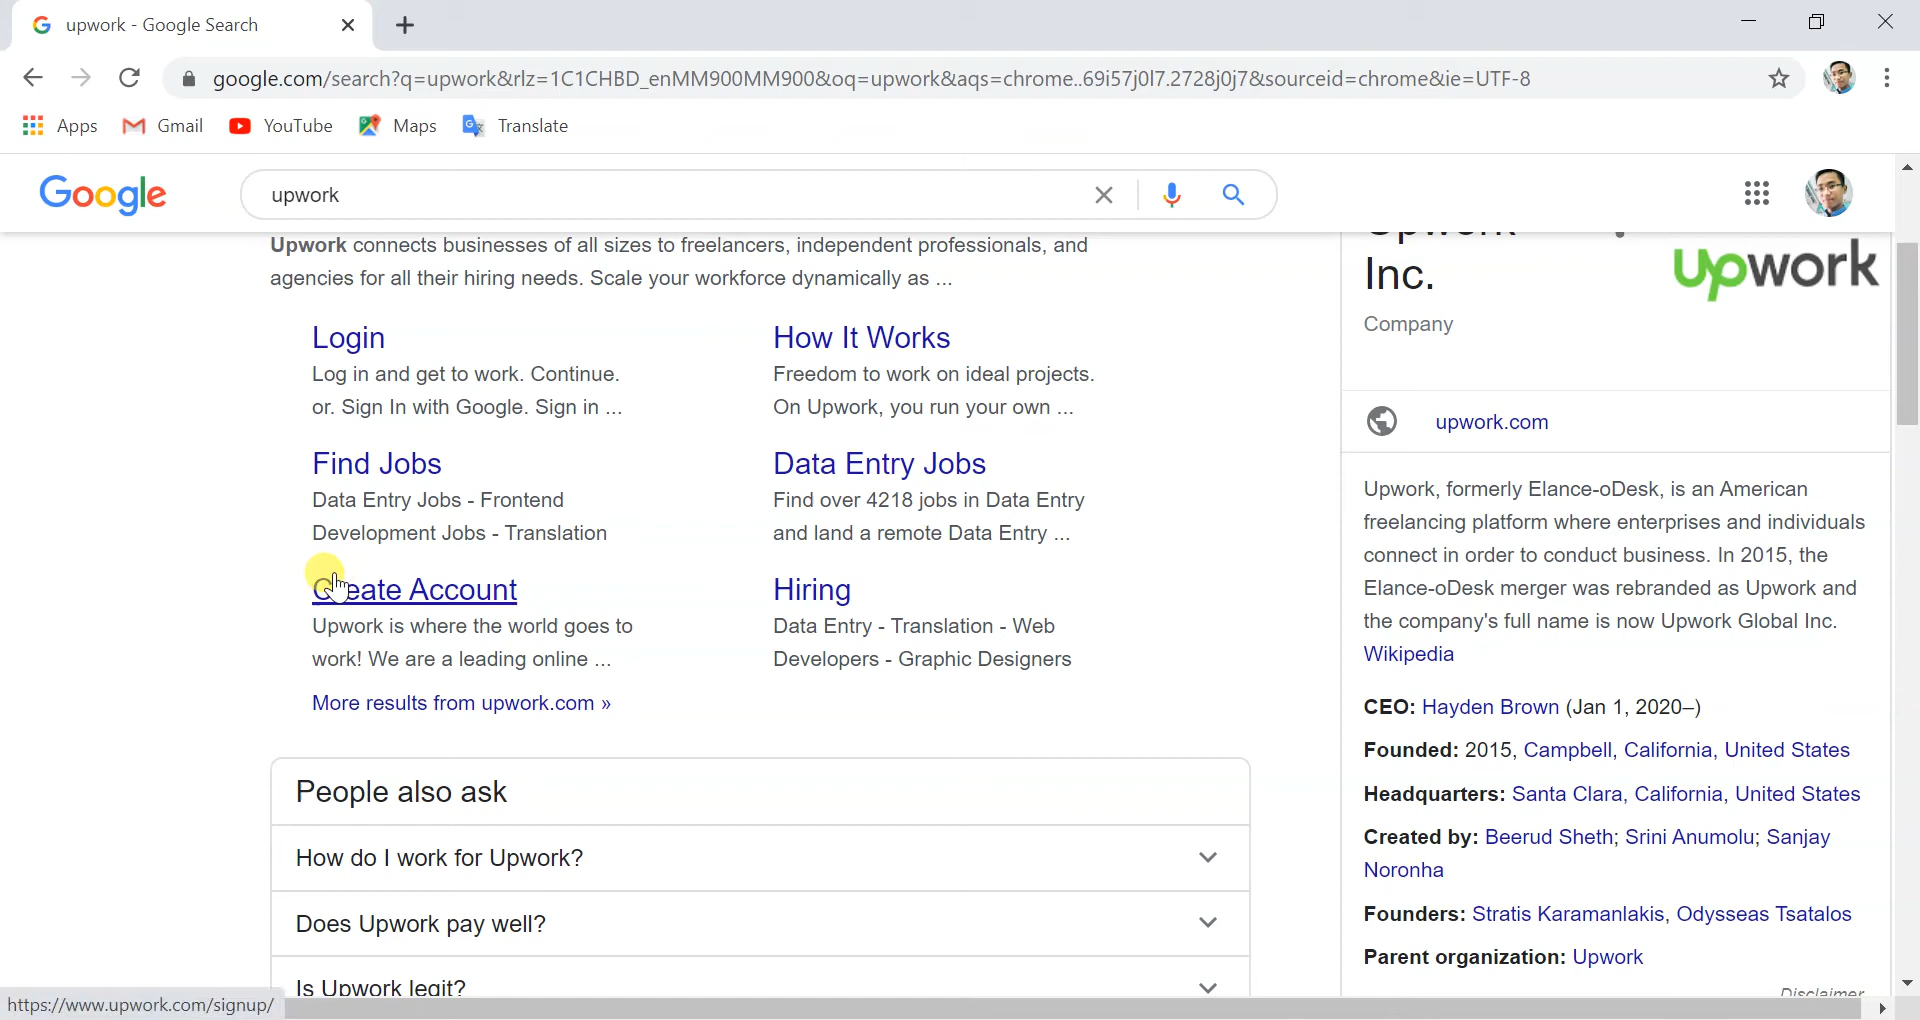 upwork - Google Search
google.com/search?q=upwork&rlz=1C1CHBD_enMM900MM900&oq=upwork&aqs=chrome..69i57j0l7.2728j0j7&sourceid=chrome&ie=UTF-8
Apps Gmail YouTube Maps Translate
Google
upwork
Upwork connects businesses of all sizes to freelancers, independent professionals, and
agencies for all their hiring needs. Scale your workforce dynamically as ...
Login
Log in and get to work. Continue.
or. Sign In with Google. Sign in ...
How It Works
Freedom to work on ideal projects.
On Upwork, you run your own ...
Find Jobs
Data Entry Jobs - Frontend
Development Jobs - Translation
Data Entry Jobs
Find over 4218 jobs in Data Entry
and land a remote Data Entry ...
Create Account
Upwork is where the world goes to
work! We are a leading online ...
Hiring
Data Entry - Translation - Web
Developers - Graphic Designers
More results from upwork.com »
People also ask
How do I work for Upwork?
Does Upwork pay well?
Is Upwork legit?
Upwork
Inc.
upwork
Company
upwork.com
Upwork, formerly Elance-oDesk, is an American
freelancing platform where enterprises and individuals
connect in order to conduct business. In 2015, the
Elance-oDesk merger was rebranded as Upwork and
the company's full name is now Upwork Global Inc.
Wikipedia
CEO: Hayden Brown (Jan 1, 2020–)
Founded: 2015, Campbell, California, United States
Headquarters: Santa Clara, California, United States
Created by: Beerud Sheth; Srini Anumolu; Sanjay
Noronha
Founders: Stratis Karamanlakis, Odysseas Tsatalos
Parent organization: Upwork
Disclaimer
https://www.upwork.com/signup/